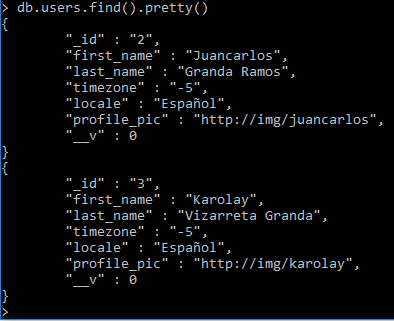 > db.users.find().pretty()
{
"_id" : "2",
"first_name" : "Juancarlos",
"last_name" : "Granda Ramos",
"timezone" : "-5",
"locale" : "Español",
"profile_pic" : "http://img/juancarlos",
"__v" : 0
}
{
"_id" : "3",
"first_name" : "Karolay",
"last_name" : "Vizarreta Granda",
"timezone" : "-5",
"locale" : "Español",
"profile_pic" : "http://img/karolay",
"__v" : 0
}
>